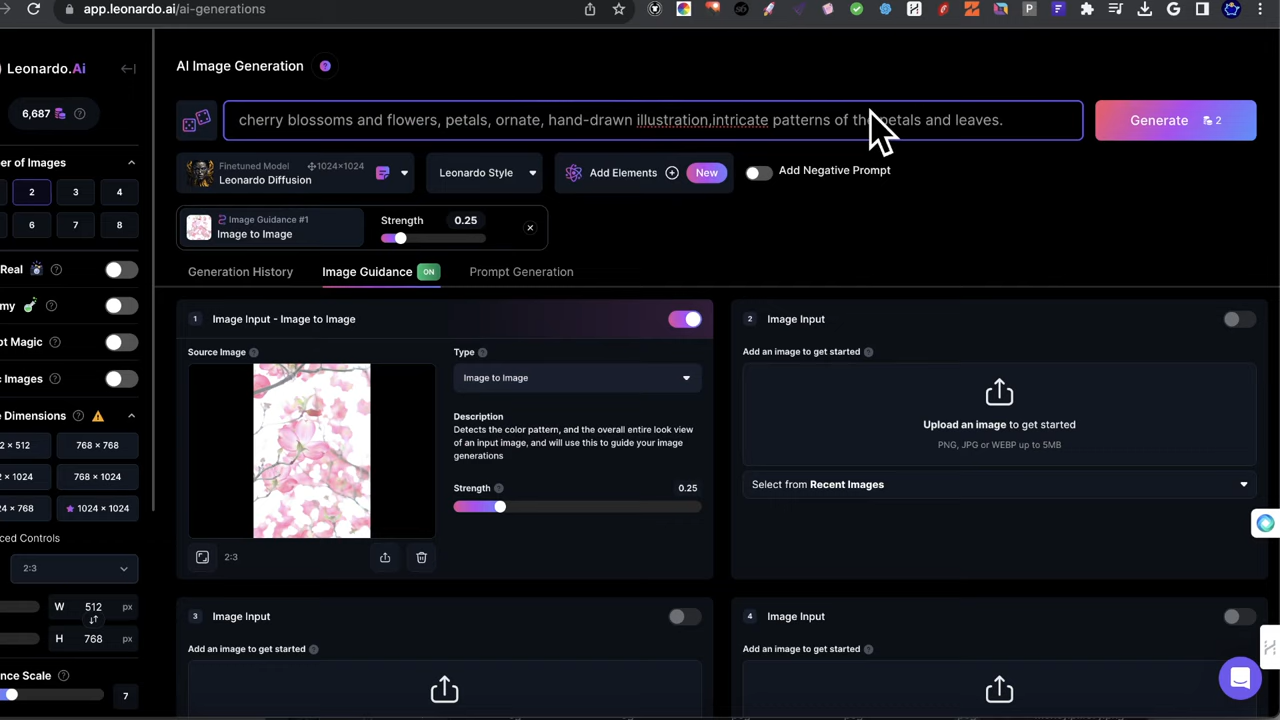 app.leonardo.ai/ai-generations
Leonardo.Ai
6,687
er of Images
2
3
4
6
7
8
Real
my
pt Magic
c Images
e Dimensions
2 × 512
768 × 768
2 × 1024
768 × 1024
24 × 768
1024 × 1024
ced Controls
2:3
W 512 px
H 768 px
nce Scale
7
AI Image Generation
cherry blossoms and flowers, petals, ornate, hand-drawn illustration,intricate patterns of the petals and leaves.
Generate 2
Finetuned Model 1024×1024
Leonardo Diffusion
Leonardo Style
Add Elements
New
Add Negative Prompt
Image Guidance #1
Image to Image
Strength 0.25
Generation History
Image Guidance ON
Prompt Generation
1 Image Input - Image to Image
Source Image
2:3
Type
Image to Image
Description
Detects the color pattern, and the overall entire look view
of an input image, and will use this to guide your image
generations
Strength 0.25
2 Image Input
Add an image to get started
Upload an image to get started
PNG, JPG or WEBP up to 5MB
Select from Recent Images
3 Image Input
Add an image to get started
4 Image Input
Add an image to get started